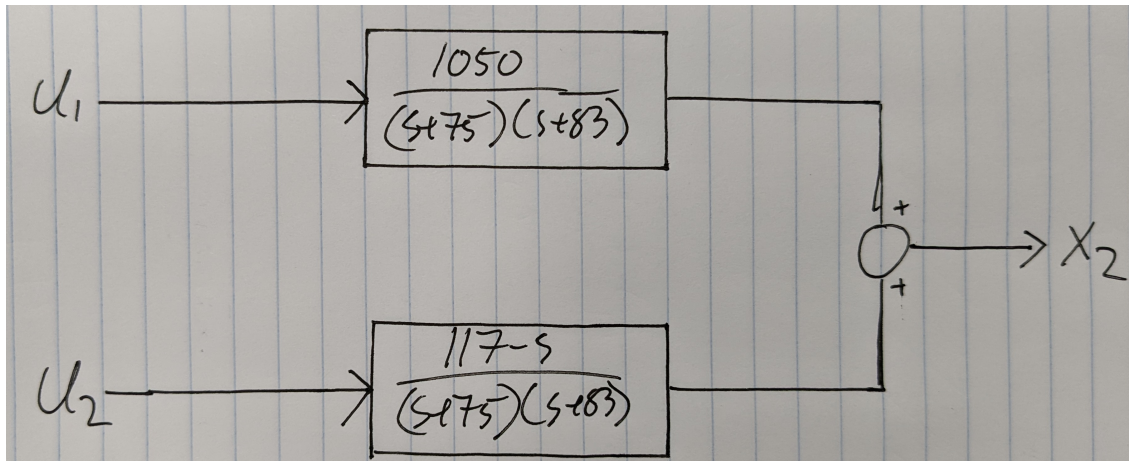 U₁
1050
(s+75)(s+83)
+
X₂
+
U₂
117-s
(s+75)(s+83)